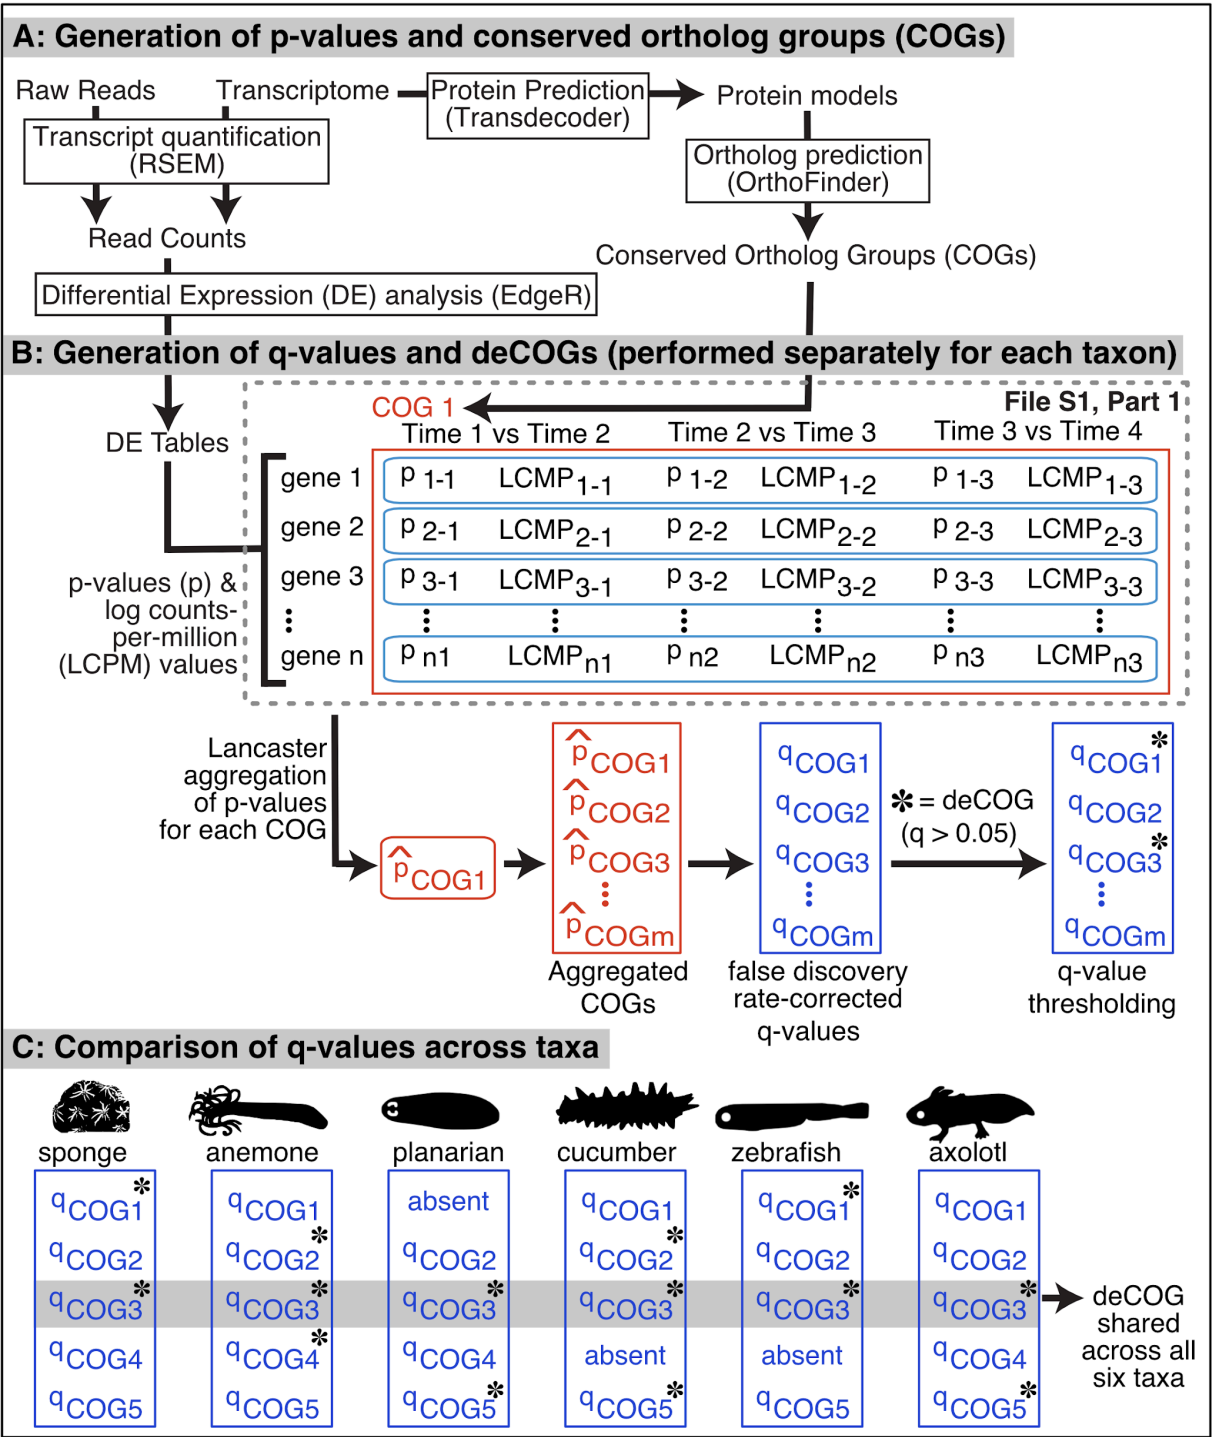 A: Generation of p-values and conserved ortholog groups (COGs)
Raw Reads
Transcriptome
Protein Prediction
(Transdecoder)
Protein models
Transcript quantification
(RSEM)
Ortholog prediction
(OrthoFinder)
Read Counts
Conserved Ortholog Groups (COGs)
Differential Expression (DE) analysis (EdgeR)
B: Generation of q-values and deCOGs (performed separately for each taxon)
COG 1
File S1, Part 1
DE Tables
Time 1 vs Time 2 Time 2 vs Time 3 Time 3 vs Time 4
gene 1 p 1-1 LCMP1-1 p 1-2 LCMP1-2 p 1-3 LCMP1-3
gene 2 p 2-1 LCMP2-1 p 2-2 LCMP2-2 p 2-3 LCMP2-3
gene 3 p 3-1 LCMP3-1 p 3-2 LCMP3-2 p 3-3 LCMP3-3
gene n p n1 LCMPn1 p n2 LCMPn2 p n3 LCMPn3
p-values (p) &
log counts-
per-million
(LCPM) values
Lancaster
aggregation
of p-values
for each COG
p̂COG1
p̂COG1
p̂COG2
p̂COG3
p̂COGm
Aggregated
COGs
qCOG1
qCOG2
qCOG3
qCOGm
false discovery
rate-corrected
q-values
* = deCOG
(q > 0.05)
qCOG1*
qCOG2
qCOG3*
qCOGm
q-value
thresholding
C: Comparison of q-values across taxa
sponge anemone planarian cucumber zebrafish axolotl
qCOG1* qCOG1 absent qCOG1 qCOG1* qCOG1
qCOG2 qCOG2* qCOG2 qCOG2* qCOG2 qCOG2
qCOG3* qCOG3* qCOG3* qCOG3* qCOG3* qCOG3*
qCOG4 qCOG4* qCOG4 absent absent qCOG4
qCOG5 qCOG5 qCOG5* qCOG5* qCOG5 qCOG5*
deCOG
shared
across all
six taxa